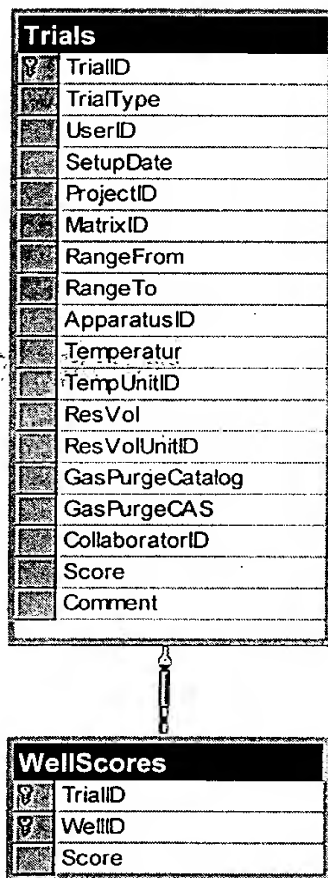 Trials
TrialID
TrialType
UserID
SetupDate
ProjectID
MatrixID
RangeFrom
RangeTo
ApparatusID
Temperatur
TempUnitID
ResVol
ResVolUnitID
GasPurgeCatalog
GasPurgeCAS
CollaboratorID
Score
Comment
WellScores
TrialID
WellID
Score